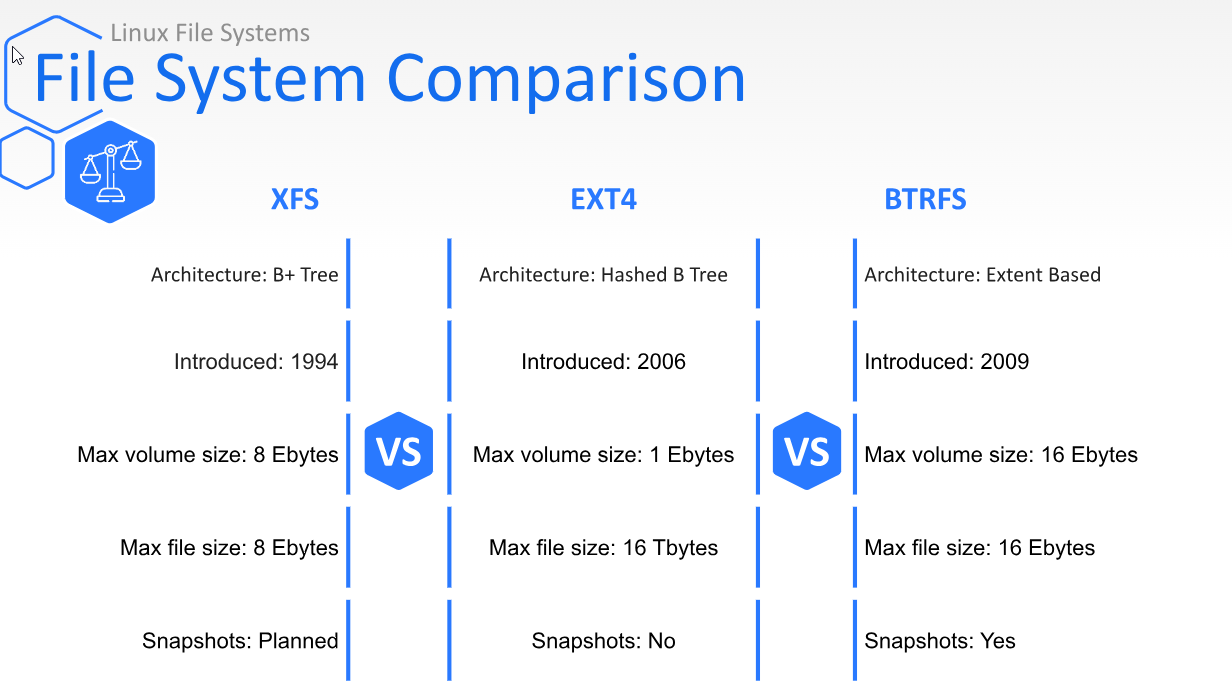 Linux File Systems
File System Comparison
XFS
EXT4
BTRFS
Architecture: B+ Tree
Architecture: Hashed B Tree
Architecture: Extent Based
Introduced: 1994
Introduced: 2006
Introduced: 2009
Max volume size: 8 Ebytes
VS
Max volume size: 1 Ebytes
VS
Max volume size: 16 Ebytes
Max file size: 8 Ebytes
Max file size: 16 Tbytes
Max file size: 16 Ebytes
Snapshots: Planned
Snapshots: No
Snapshots: Yes